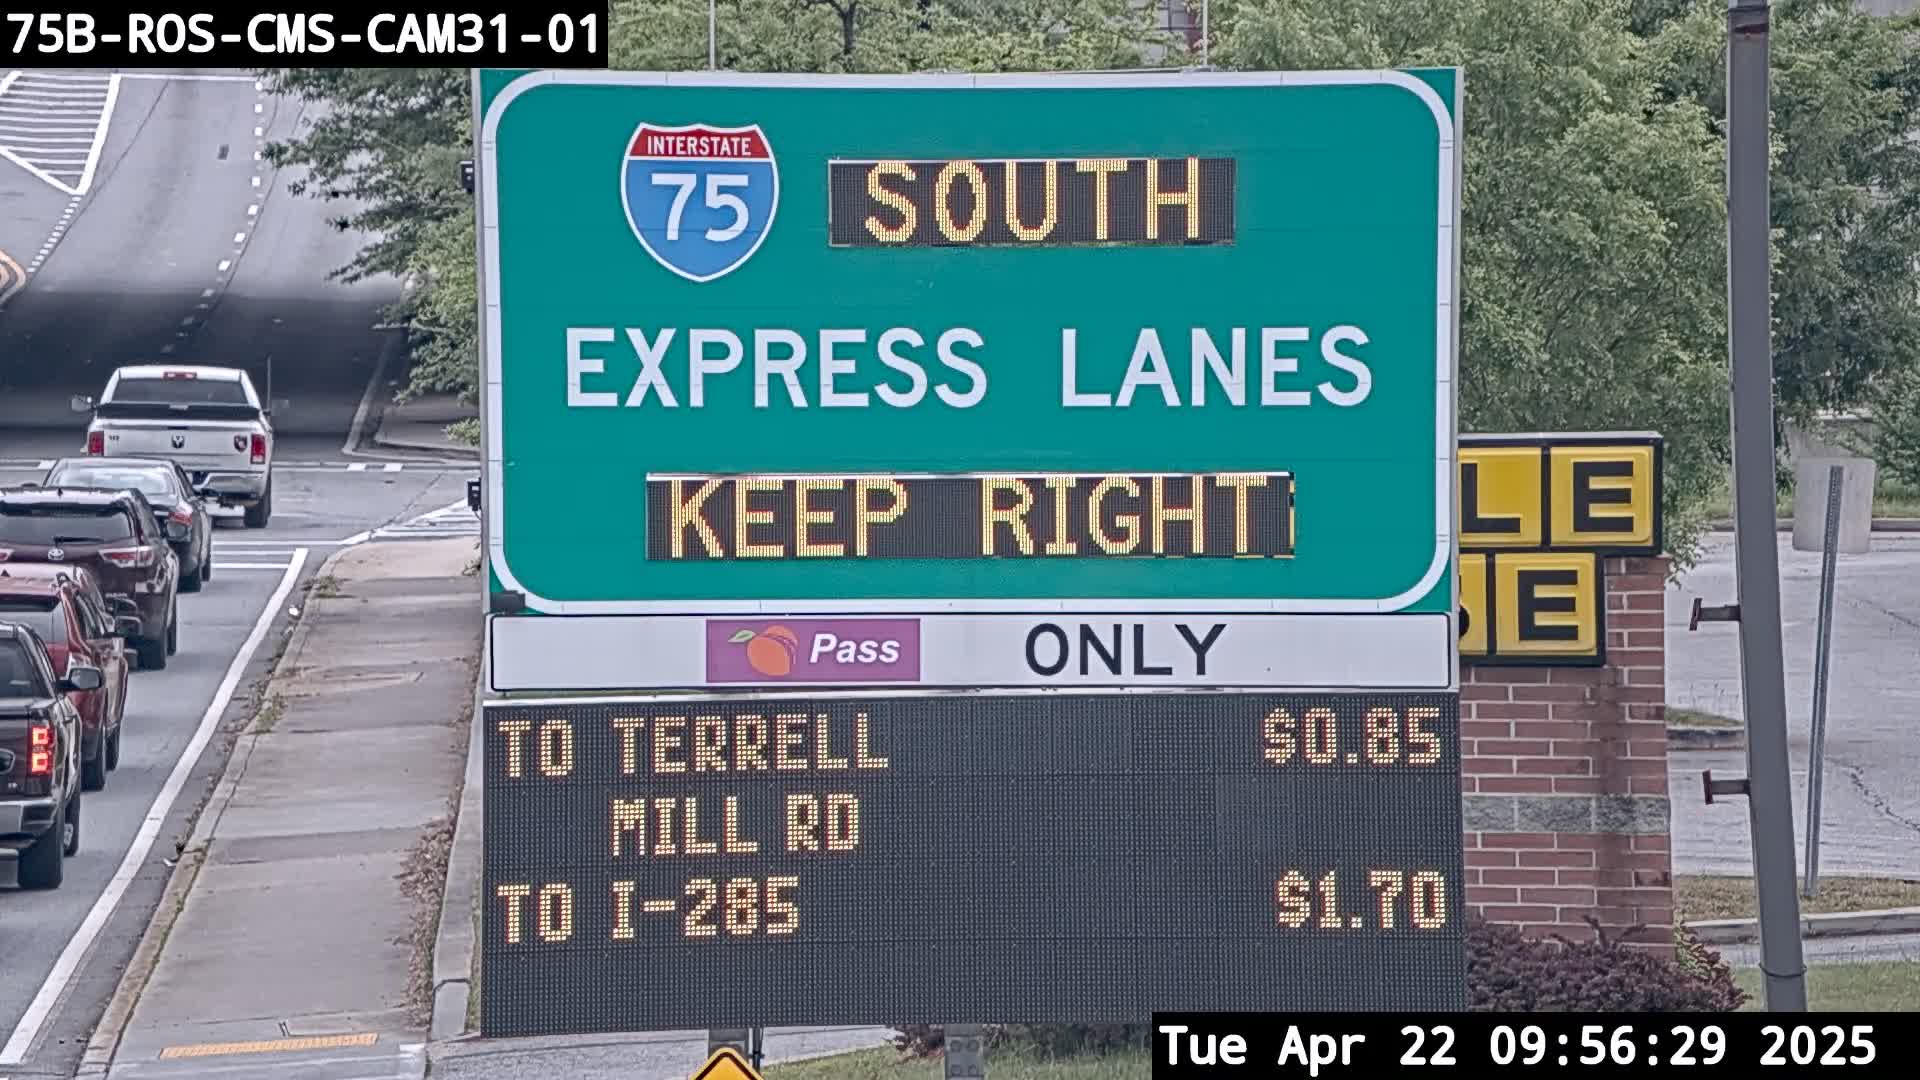 75B-ROS-CMS-CAM31-01
INTERSTATE
75
SOUTH
EXPRESS LANES
KEEP RIGHT
Pass ONLY
TO TERRELL $0.85
MILL RD
TO I-285 $1.70
LE
E
Tue Apr 22 09:56:29 2025